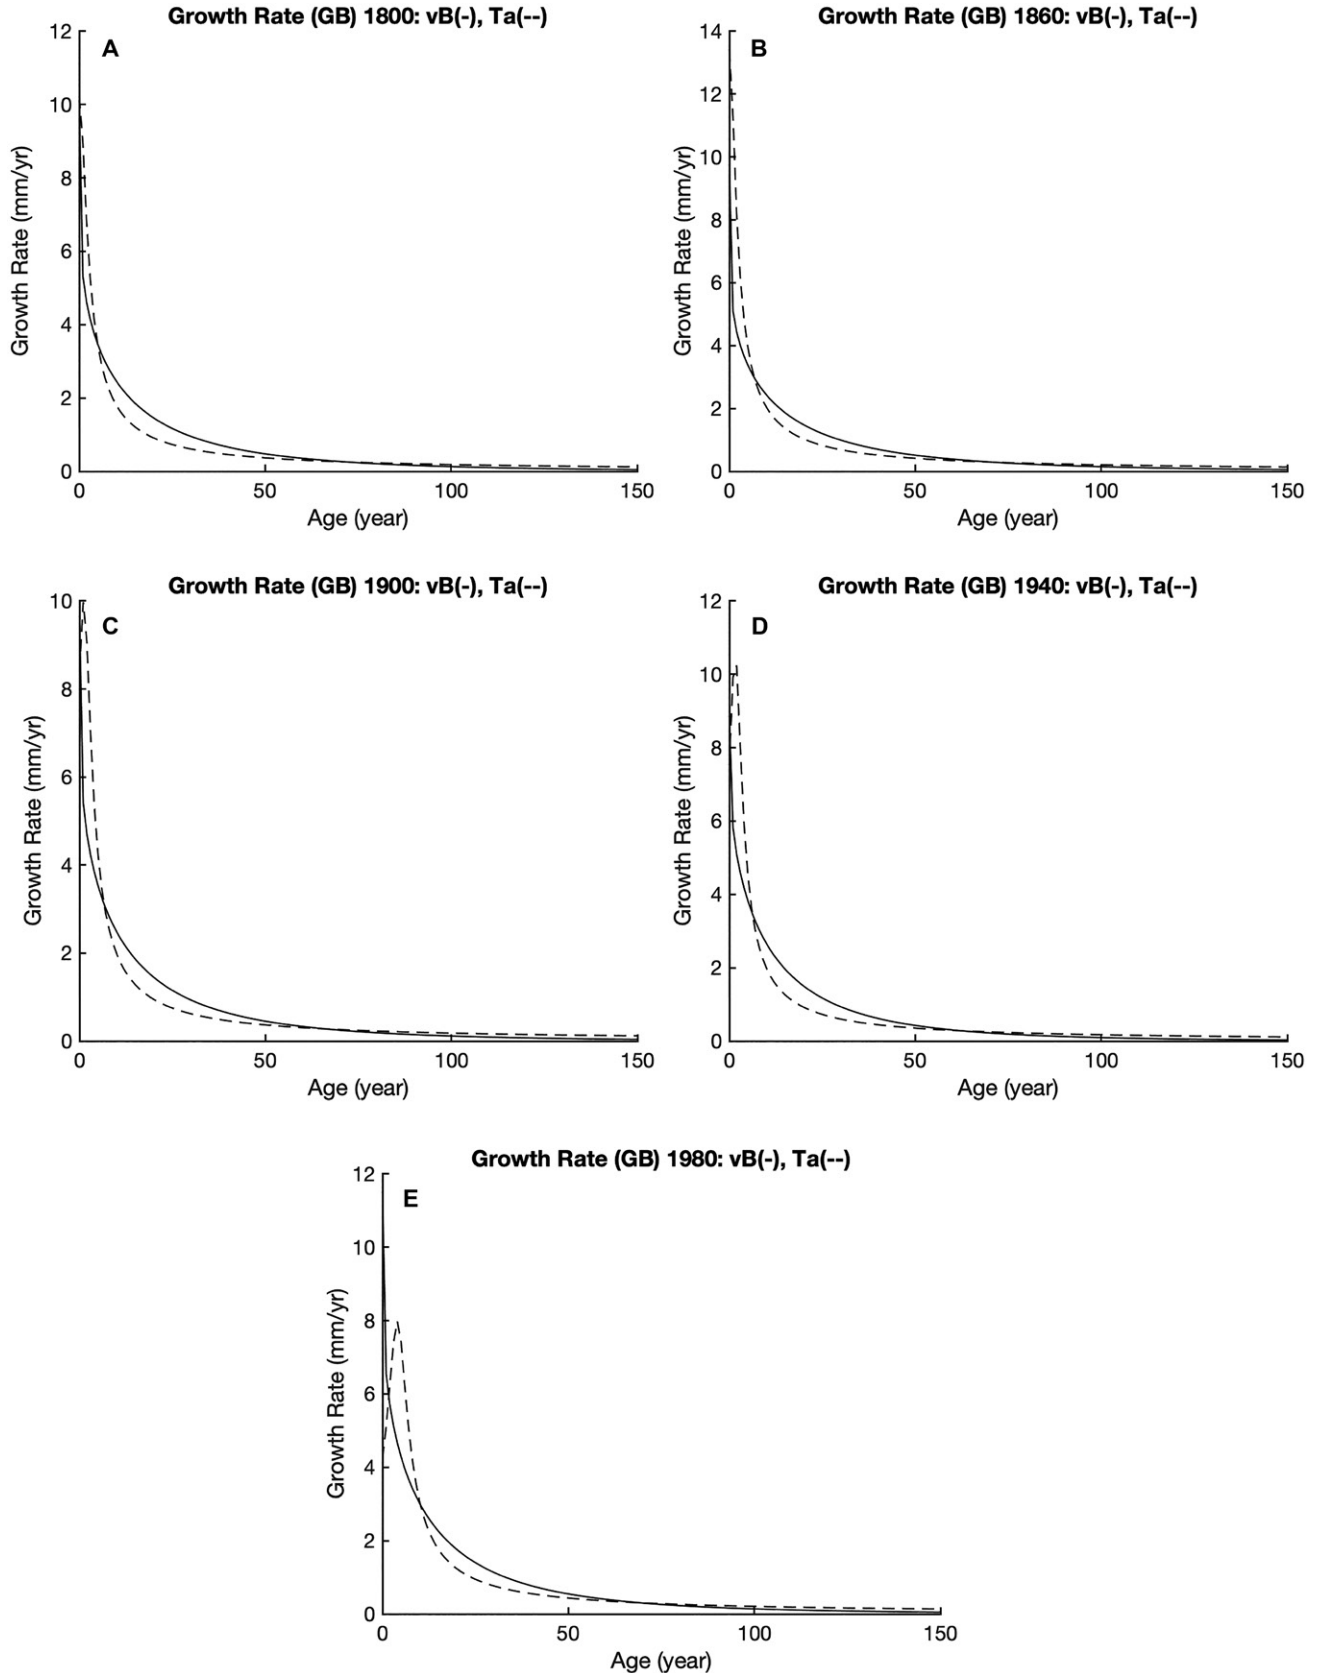 Growth Rate (GB) 1800: vB(-), Ta(--)
A
12
10
8
6
4
2
0
Growth Rate (mm/yr)
0 50 100 150
Age (year)
Growth Rate (GB) 1860: vB(-), Ta(--)
B
14
12
10
8
6
4
2
0
Growth Rate (mm/yr)
0 50 100 150
Age (year)
Growth Rate (GB) 1900: vB(-), Ta(--)
C
10
8
6
4
2
0
Growth Rate (mm/yr)
0 50 100 150
Age (year)
Growth Rate (GB) 1940: vB(-), Ta(--)
D
12
10
8
6
4
2
0
Growth Rate (mm/yr)
0 50 100 150
Age (year)
Growth Rate (GB) 1980: vB(-), Ta(--)
E
12
10
8
6
4
2
0
Growth Rate (mm/yr)
0 50 100 150
Age (year)